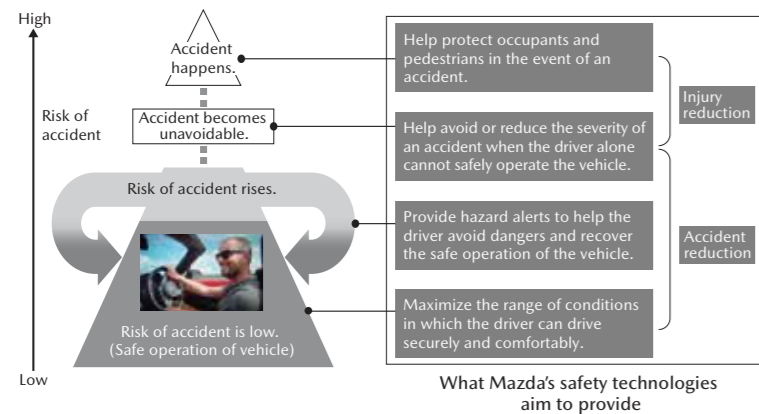 High
Accident
happens.
Risk of
accident
Accident becomes
unavoidable.
Risk of accident rises.
Risk of accident is low.
(Safe operation of vehicle)
Low
Help protect occupants and
pedestrians in the event of an
accident.
Help avoid or reduce the severity of
an accident when the driver alone
cannot safely operate the vehicle.
Provide hazard alerts to help the
driver avoid dangers and recover
the safe operation of the vehicle.
Maximize the range of conditions
in which the driver can drive
securely and comfortably.
Injury
reduction
Accident
reduction
What Mazda’s safety technologies
aim to provide